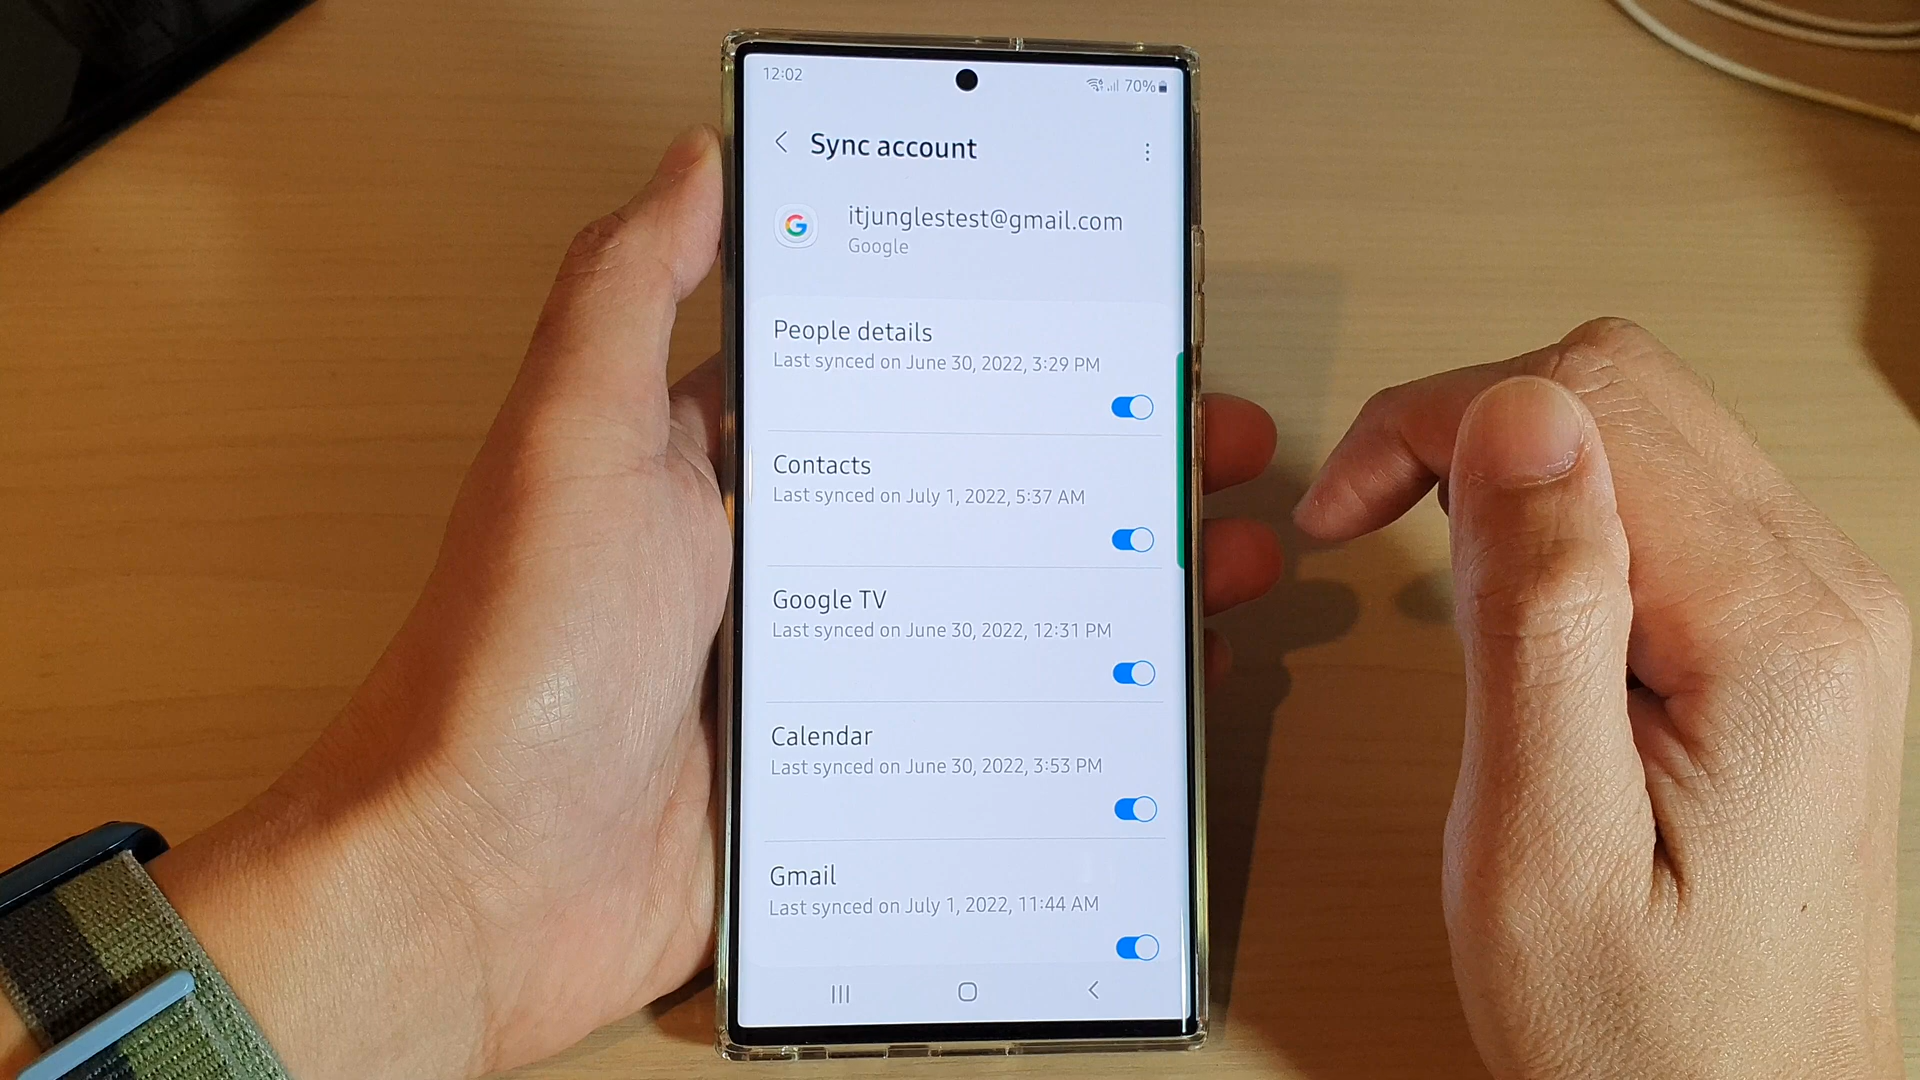 12:02
70%
Sync account
itjunglestest@gmail.com
Google
People details
Last synced on June 30, 2022, 3:29 PM
Contacts
Last synced on July 1, 2022, 5:37 AM
Google TV
Last synced on June 30, 2022, 12:31 PM
Calendar
Last synced on June 30, 2022, 3:53 PM
Gmail
Last synced on July 1, 2022, 11:44 AM